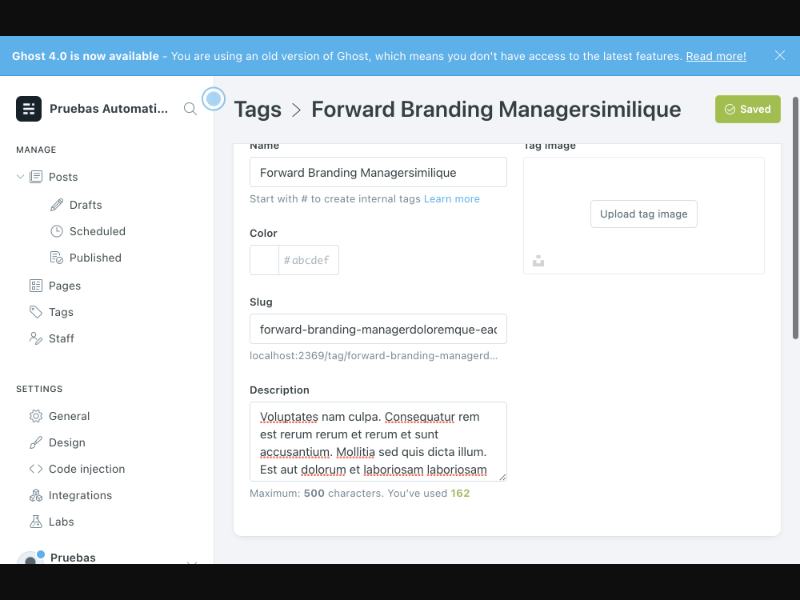 Ghost 4.0 is now available - You are using an old version of Ghost, which means you don't have access to the latest features. Read more!
Pruebas Automati...
Tags > Forward Branding Managersimilique
Saved
MANAGE
Posts
Drafts
Scheduled
Published
Pages
Tags
Staff
SETTINGS
General
Design
Code injection
Integrations
Labs
Pruebas
Name
Forward Branding Managersimilique
Start with # to create internal tags Learn more
Color
#abcdef
Slug
forward-branding-managerdoloremque-eac
localhost:2369/tag/forward-branding-managerd...
Description
Voluptates nam culpa. Consequatur rem
est rerum rerum et rerum et sunt
accusantium. Mollitia sed quis dicta illum.
Est aut dolorum et laboriosam laboriosam
Maximum: 500 characters. You've used 162
Tag image
Upload tag image